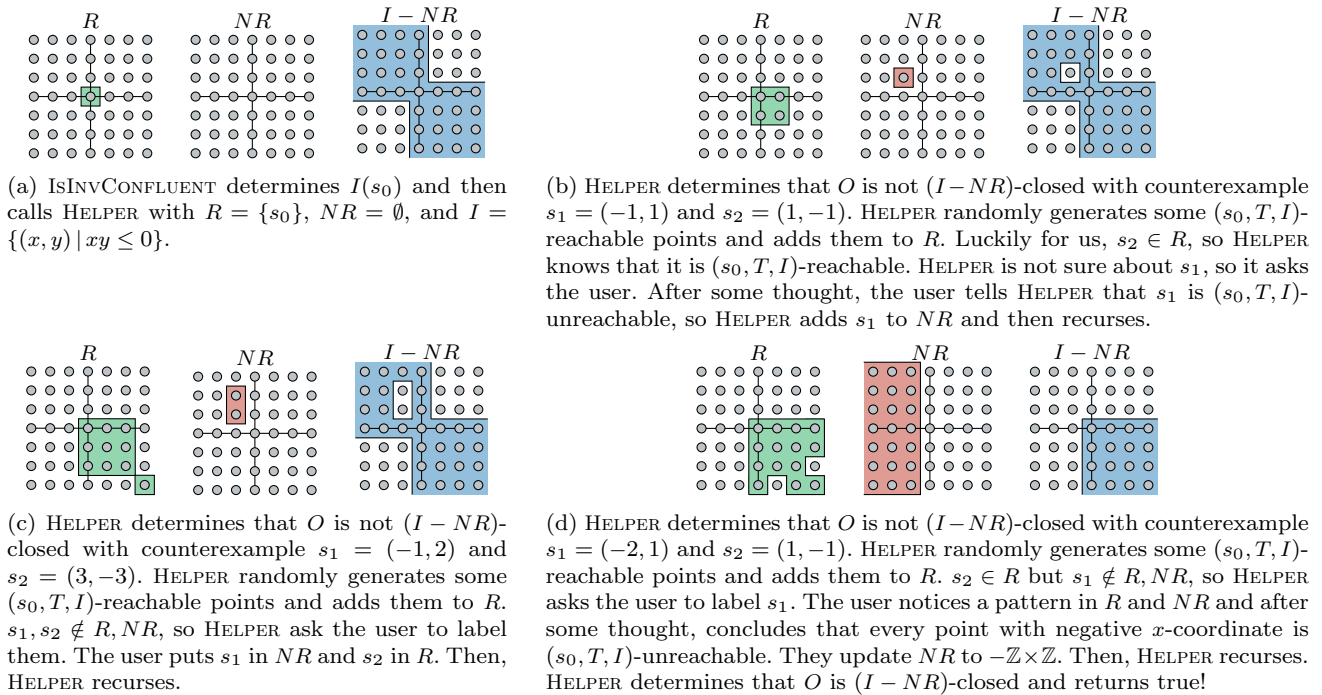 R NR I − NR
(a) IsInvConfluent determines I(s₀) and then
calls Helper with R = {s₀}, NR = ∅, and I =
{(x, y) | xy ≤ 0}.
R NR I − NR
(b) Helper determines that O is not (I−NR)-closed with counterexample
s₁ = (−1, 1) and s₂ = (1, −1). Helper randomly generates some (s₀, T, I)-
reachable points and adds them to R. Luckily for us, s₂ ∈ R, so Helper
knows that it is (s₀, T, I)-reachable. Helper is not sure about s₁, so it asks
the user. After some thought, the user tells Helper that s₁ is (s₀, T, I)-
unreachable, so Helper adds s₁ to NR and then recurses.
R NR I − NR
(c) Helper determines that O is not (I − NR)-
closed with counterexample s₁ = (−1, 2) and
s₂ = (3, −3). Helper randomly generates some
(s₀, T, I)-reachable points and adds them to R.
s₁, s₂ ∉ R, NR, so Helper ask the user to label
them. The user puts s₁ in NR and s₂ in R. Then,
Helper recurses.
R NR I − NR
(d) Helper determines that O is not (I−NR)-closed with counterexample
s₁ = (−2, 1) and s₂ = (1, −1). Helper randomly generates some (s₀, T, I)-
reachable points and adds them to R. s₂ ∈ R but s₁ ∉ R, NR, so Helper
asks the user to label s₁. The user notices a pattern in R and NR and after
some thought, concludes that every point with negative x-coordinate is
(s₀, T, I)-unreachable. They update NR to −ℤ×ℤ. Then, Helper recurses.
Helper determines that O is (I−NR)-closed and returns true!